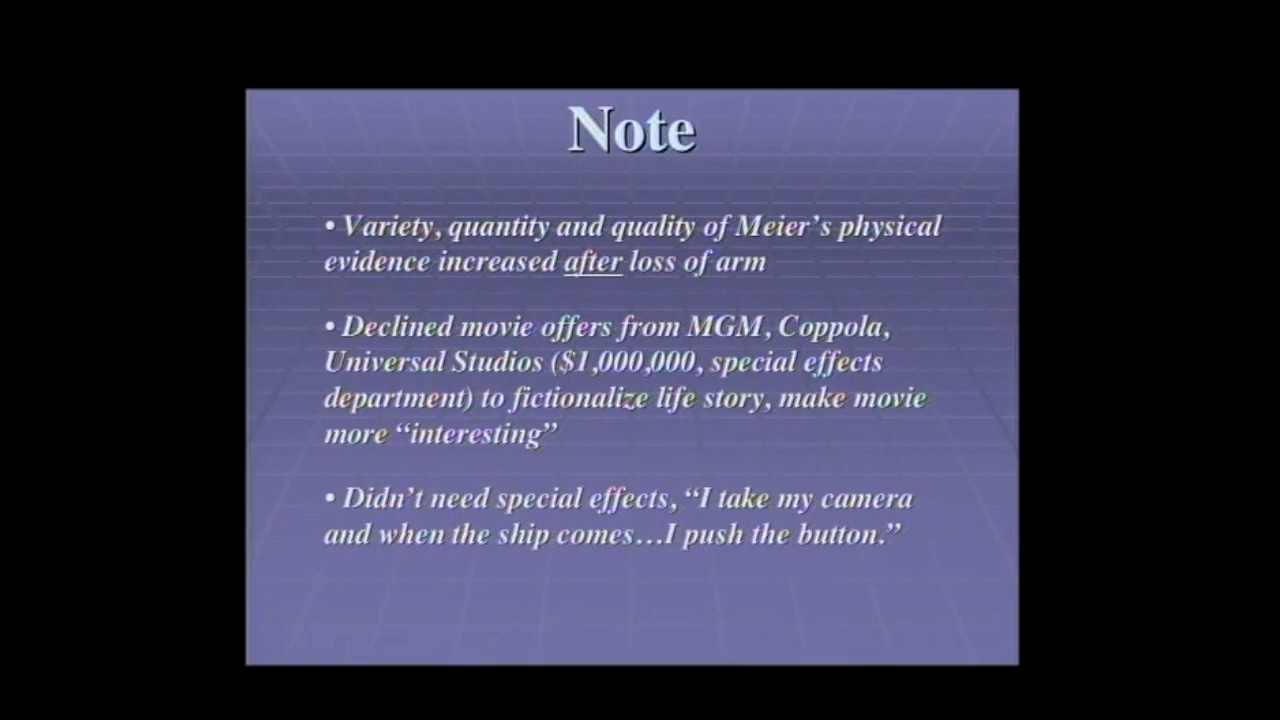 Note
• Variety, quantity and quality of Meier’s physical
evidence increased after loss of arm
• Declined movie offers from MGM, Coppola,
Universal Studios ($1,000,000, special effects
department) to fictionalize life story, make movie
more “interesting”
• Didn’t need special effects, “I take my camera
and when the ship comes…I push the button.”